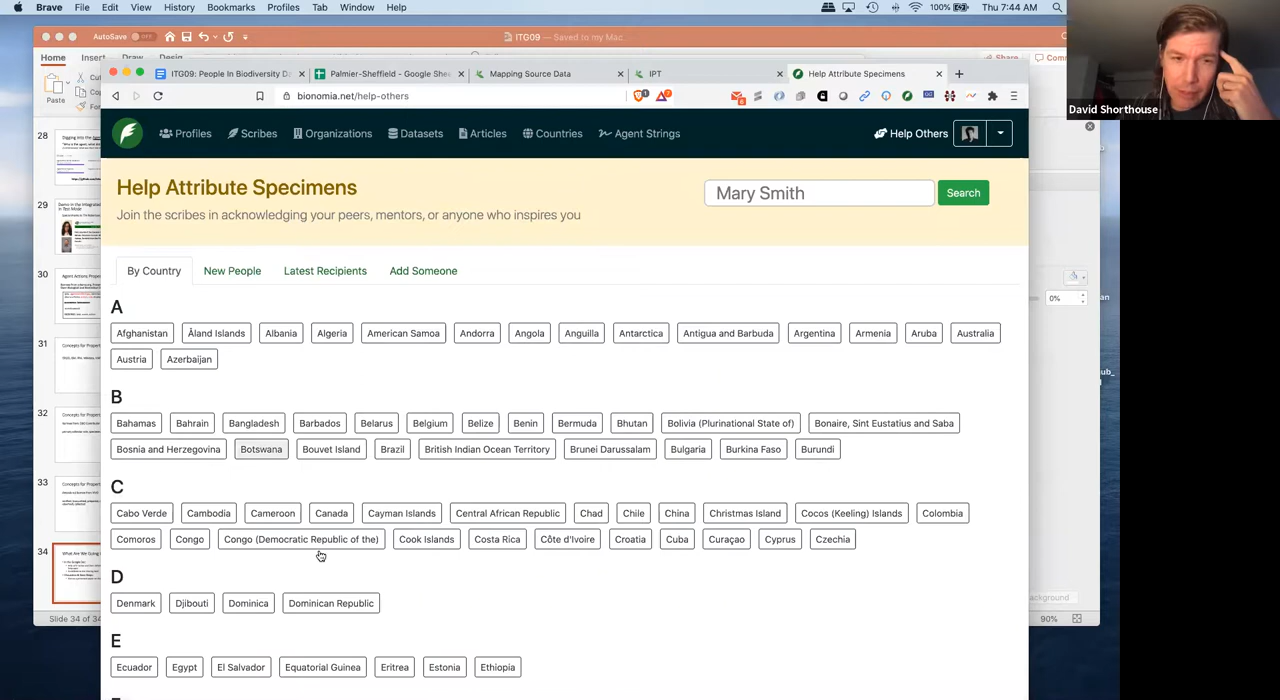 Brave File Edit View History Bookmarks Profiles Tab Window Help
100% Thu 7:44 AM
AutoSave OFF
ITG09 — Saved to my Mac
Home Insert Draw Desig
Share Comm
Paste
David Shorthouse
ITG09: People In Biodiversity Da
Palmier-Sheffield - Google She
Mapping Source Data
IPT
Help Attribute Specimens
bionomia.net/help-others
Profiles Scribes Organizations Datasets Articles Countries Agent Strings Help Others
Help Attribute Specimens
Mary Smith Search
Join the scribes in acknowledging your peers, mentors, or anyone who inspires you
By Country New People Latest Recipients Add Someone
A
Afghanistan Åland Islands Albania Algeria American Samoa Andorra Angola Anguilla Antarctica Antigua and Barbuda Argentina Armenia Aruba Australia
Austria Azerbaijan
B
Bahamas Bahrain Bangladesh Barbados Belarus Belgium Belize Benin Bermuda Bhutan Bolivia (Plurinational State of) Bonaire, Sint Eustatius and Saba
Bosnia and Herzegovina Botswana Bouvet Island Brazil British Indian Ocean Territory Brunei Darussalam Bulgaria Burkina Faso Burundi
C
Cabo Verde Cambodia Cameroon Canada Cayman Islands Central African Republic Chad Chile China Christmas Island Cocos (Keeling) Islands Colombia
Comoros Congo Congo (Democratic Republic of the) Cook Islands Costa Rica Côte d'Ivoire Croatia Cuba Curaçao Cyprus Czechia
D
Denmark Djibouti Dominica Dominican Republic
E
Ecuador Egypt El Salvador Equatorial Guinea Eritrea Estonia Ethiopia
28
29
30
31
32
33
34
0%
Slide 34 of 34
90%